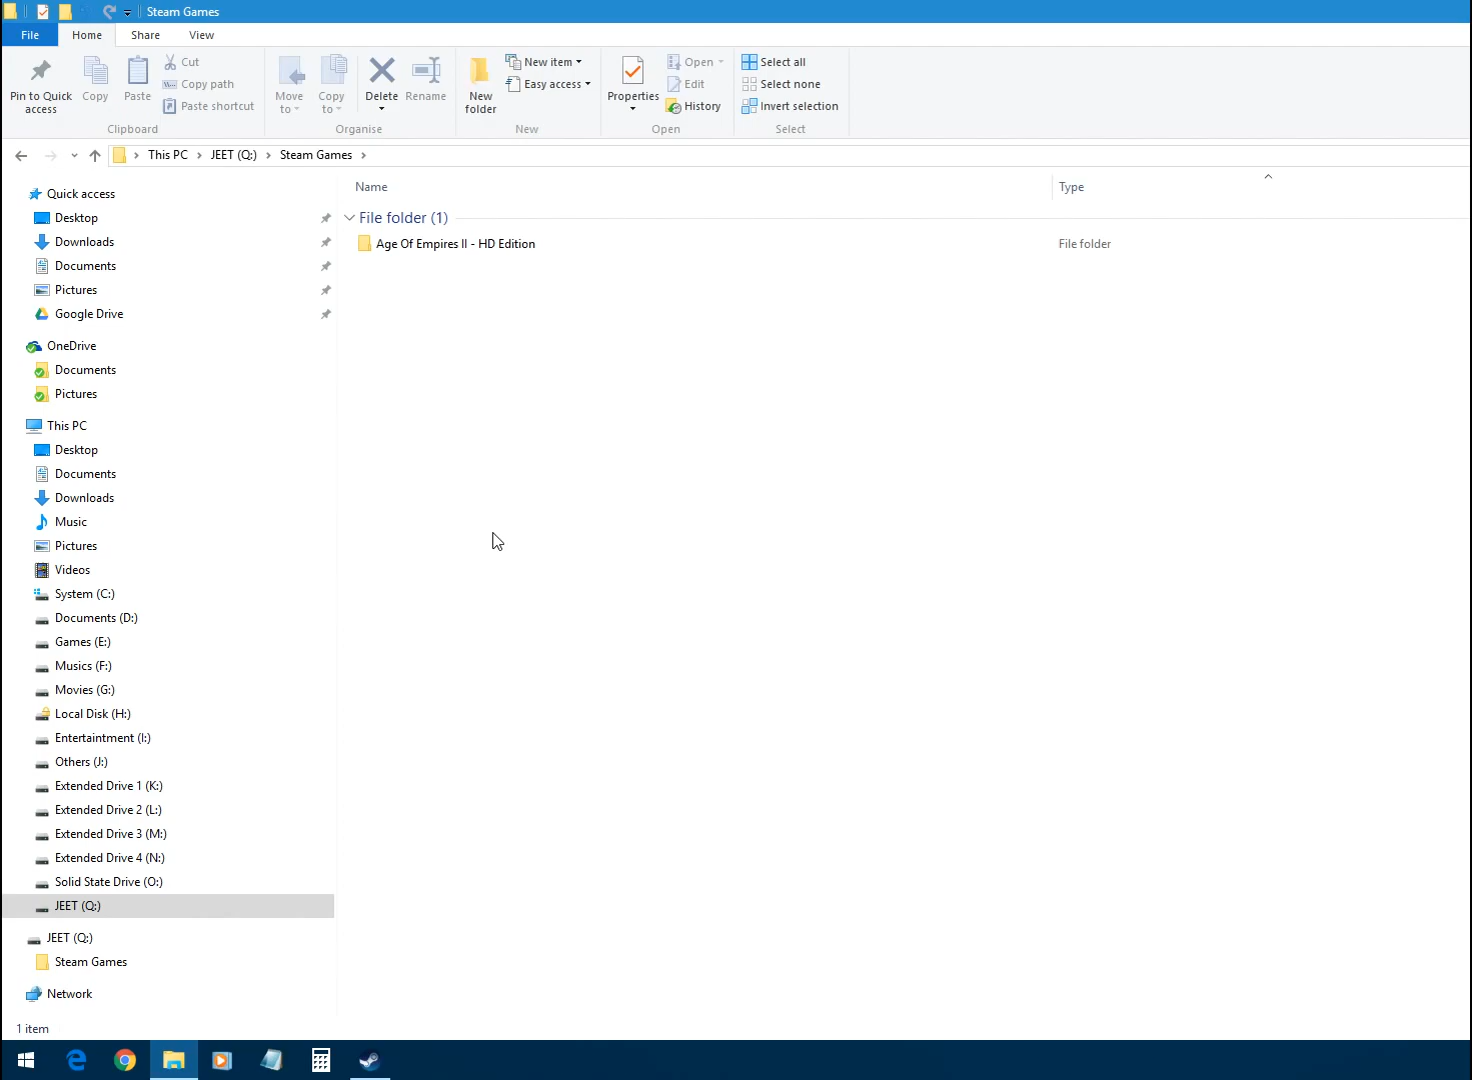 Steam Games
File Home Share View
Pin to Quick access
Copy
Paste
Cut
Copy path
Paste shortcut
Clipboard
Move to
Copy to
Delete
Rename
Organise
New folder
New item
Easy access
New
Properties
Open
Edit
History
Open
Select all
Select none
Invert selection
Select
This PC > JEET (Q:) > Steam Games >
Name Type
File folder (1)
Age Of Empires II - HD Edition File folder
Quick access
Desktop
Downloads
Documents
Pictures
Google Drive
OneDrive
Documents
Pictures
This PC
Desktop
Documents
Downloads
Music
Pictures
Videos
System (C:)
Documents (D:)
Games (E:)
Musics (F:)
Movies (G:)
Local Disk (H:)
Entertaintment (I:)
Others (J:)
Extended Drive 1 (K:)
Extended Drive 2 (L:)
Extended Drive 3 (M:)
Extended Drive 4 (N:)
Solid State Drive (O:)
JEET (Q:)
JEET (Q:)
Steam Games
Network
1 item